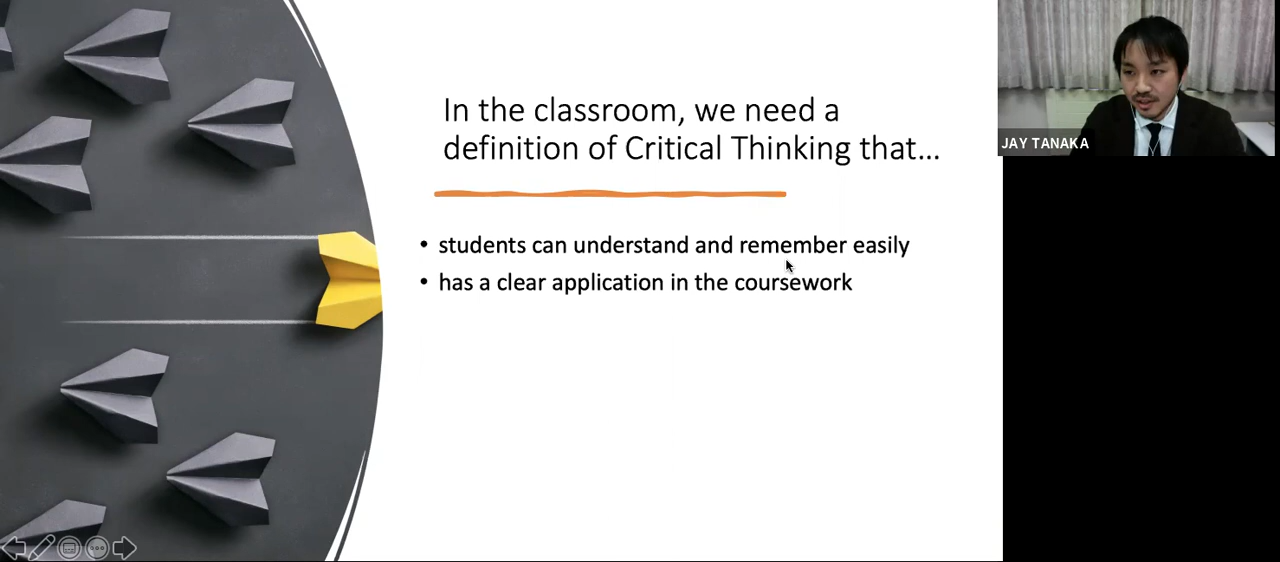 In the classroom, we need a
definition of Critical Thinking that...
• students can understand and remember easily
• has a clear application in the coursework
JAY TANAKA